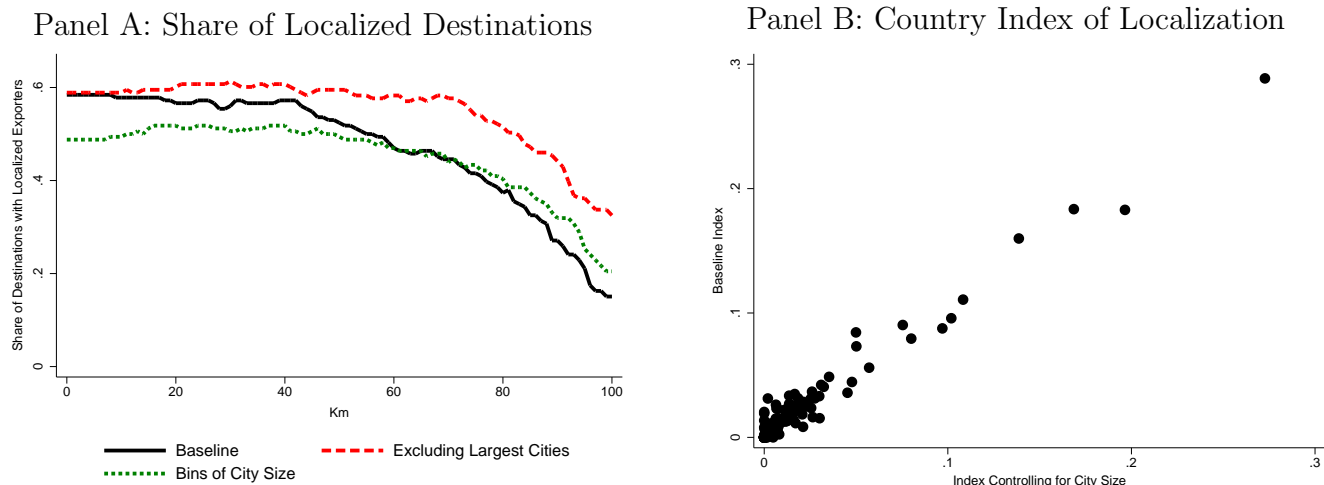 Panel A: Share of Localized Destinations
Share of Destinations with Localized Exporters
.6
.4
.2
0
0 20 40 60 80 100
Km
Baseline
Excluding Largest Cities
Bins of City Size
Panel B: Country Index of Localization
Baseline Index
.3
.2
.1
0
0 .1 .2 .3
Index Controlling for City Size